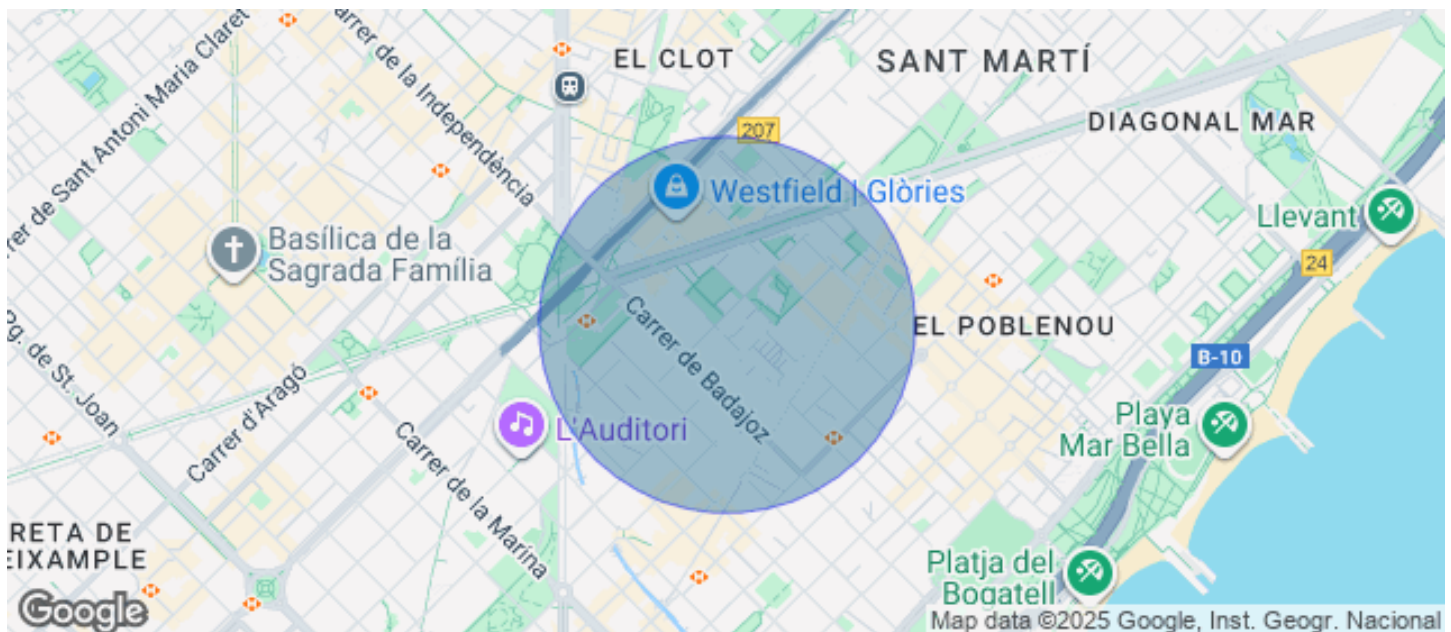 Carrer de Sant Antoni Maria Claret
Carrer de la Independència
EL CLOT
SANT MARTÍ
207
DIAGONAL MAR
Westfield | Glòries
Llevant
Basílica de la
Sagrada Família
24
Pg. de St. Joan
Carrer d'Aragó
Carrer de Badajoz
EL POBLENOU
B-10
L'Auditori
Playa
Mar Bella
Carrer de la Marina
RETA DE
EIXAMPLE
Platja del
Bogatell
Google
Map data ©2025 Google, Inst. Geogr. Nacional